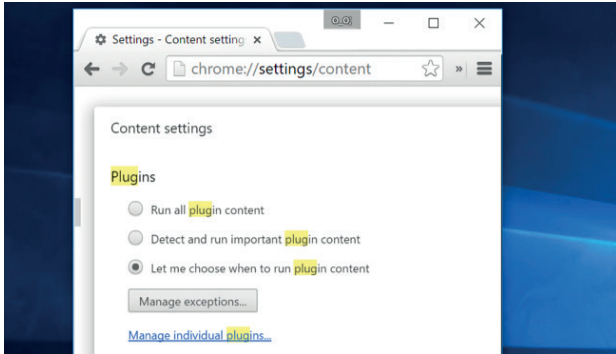 o_o
Settings - Content setting
chrome://settings/content
Content settings
Plugins
Run all plugin content
Detect and run important plugin content
Let me choose when to run plugin content
Manage exceptions...
Manage individual plugins...